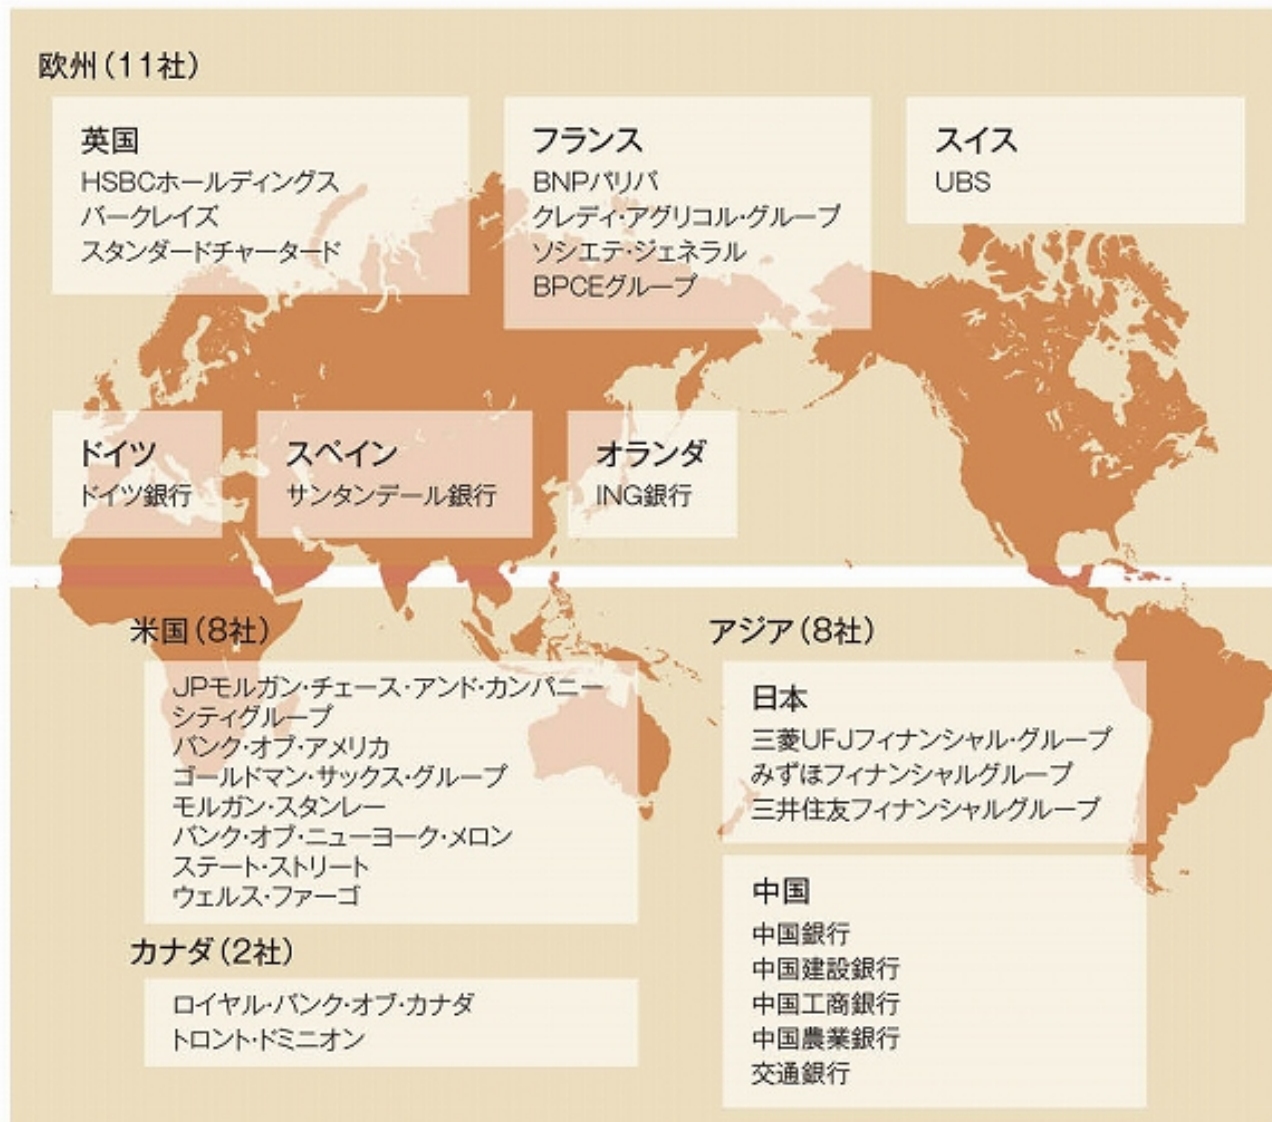 欧州（11社）
英国
HSBCホールディングス
バークレイズ
スタンダードチャータード
フランス
BNPパリバ
クレディ・アグリコル・グループ
ソシエテ・ジェネラル
BPCEグループ
スイス
UBS
ドイツ
ドイツ銀行
スペイン
サンタンデール銀行
オランダ
ING銀行
米国（8社）
JPモルガン・チェース・アンド・カンパニー
シティグループ
バンク・オブ・アメリカ
ゴールドマン・サックス・グループ
モルガン・スタンレー
バンク・オブ・ニューヨーク・メロン
ステート・ストリート
ウェルス・ファーゴ
カナダ（2社）
ロイヤル・バンク・オブ・カナダ
トロント・ドミニオン
アジア（8社）
日本
三菱UFJフィナンシャル・グループ
みずほフィナンシャルグループ
三井住友フィナンシャルグループ
中国
中国銀行
中国建設銀行
中国工商銀行
中国農業銀行
交通銀行